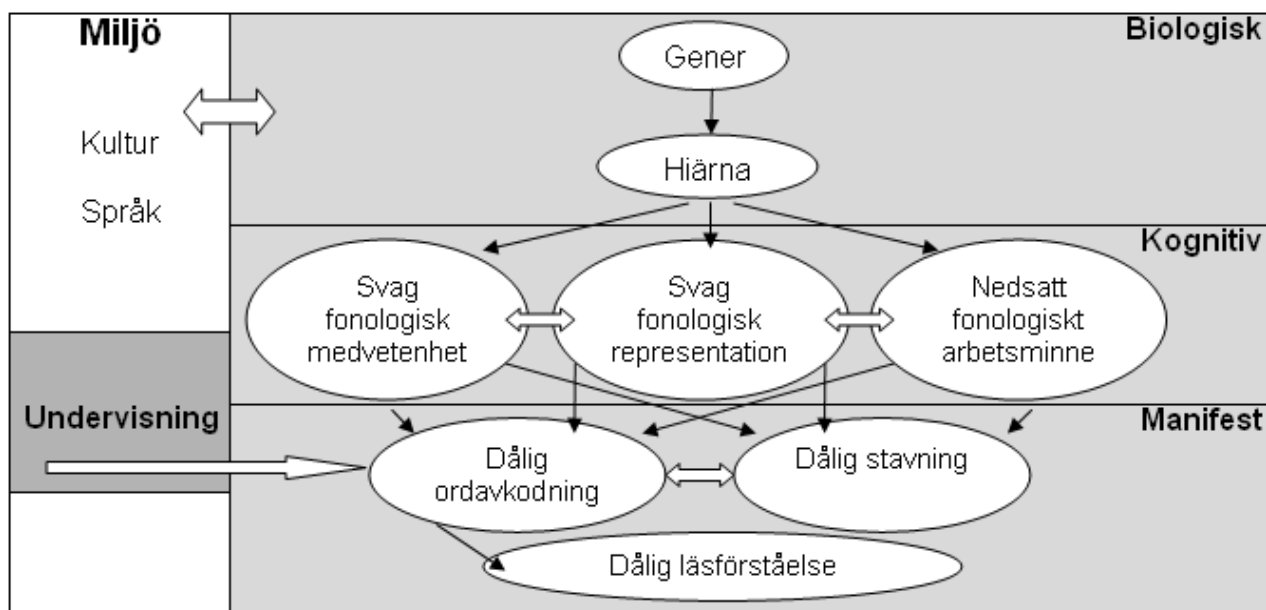 Miljö
Biologisk
Gener
Kultur
Hiärna
Språk
Kognitiv
Svag
fonologisk
medvetenhet
Svag
fonologisk
representation
Nedsatt
fonologiskt
arbetsminne
Undervisning
Manifest
Dålig
ordavkodning
Dålig stavning
Dålig läsförståelse